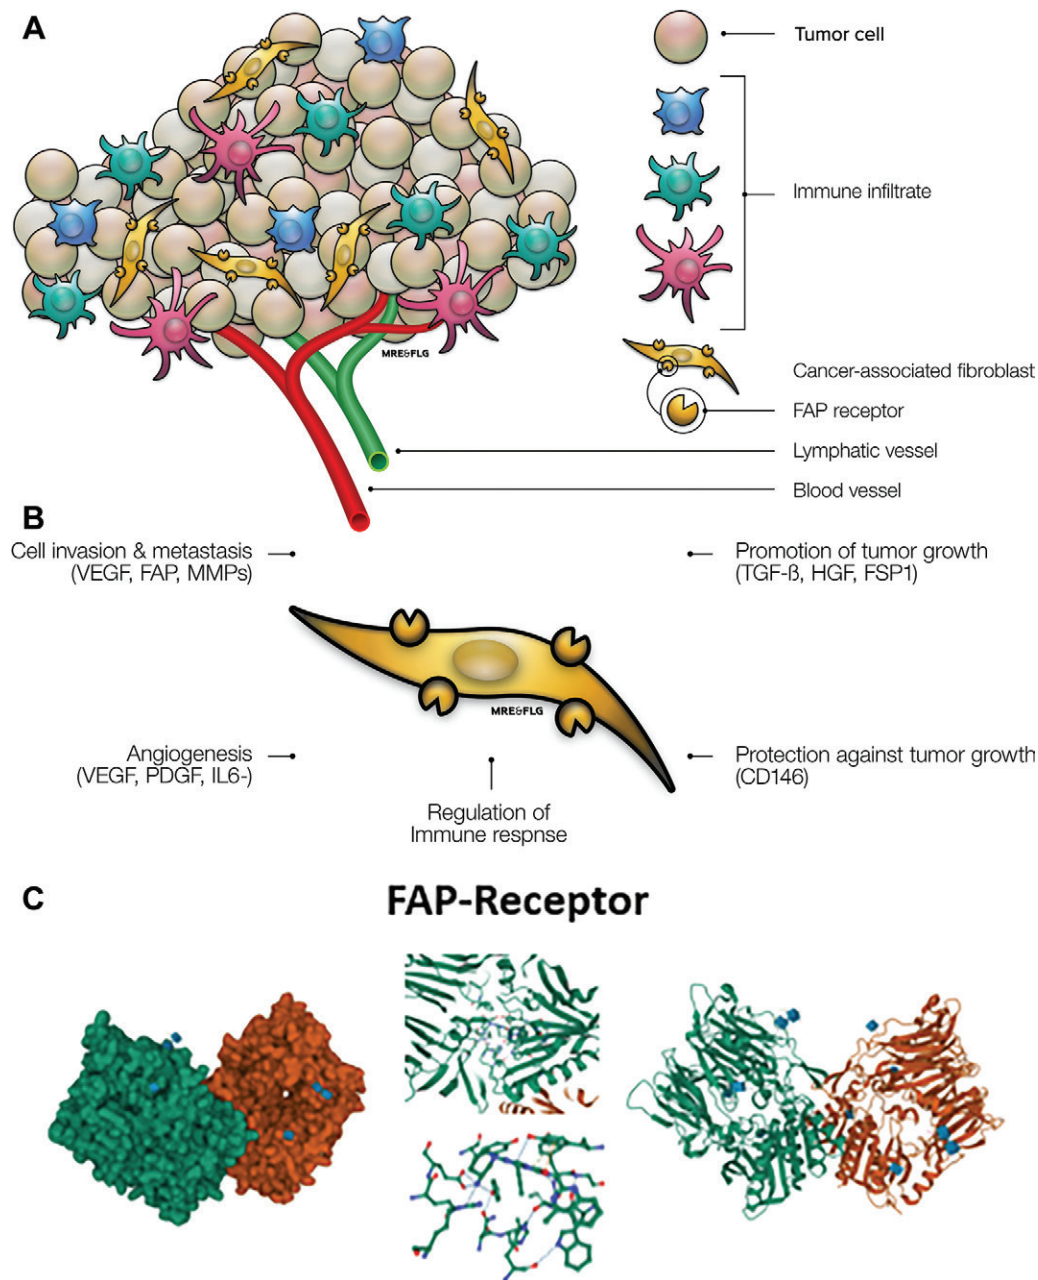 A
Tumor cell
Immune infiltrate
MRE&FLG
Cancer-associated fibroblast
FAP receptor
Lymphatic vessel
Blood vessel
B
Cell invasion & metastasis
(VEGF, FAP, MMPs)
Promotion of tumor growth
(TGF-ß, HGF, FSP1)
MRE&FLG
Angiogenesis
(VEGF, PDGF, IL6-)
Protection against tumor growth
(CD146)
Regulation of
Immune respnse
C
FAP-Receptor